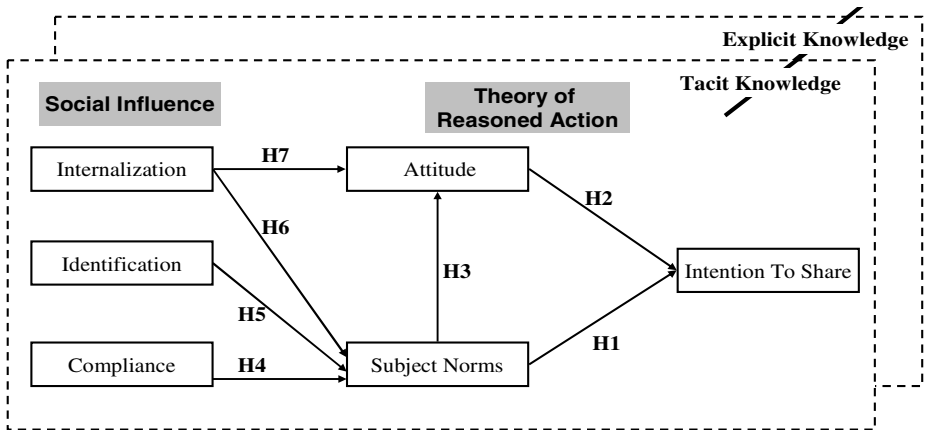 Explicit Knowledge
Tacit Knowledge
Social Influence
Theory of
Reasoned Action
Internalization
H7
Attitude
H2
H6
Identification
H3
Intention To Share
H5
H1
Compliance
H4
Subject Norms